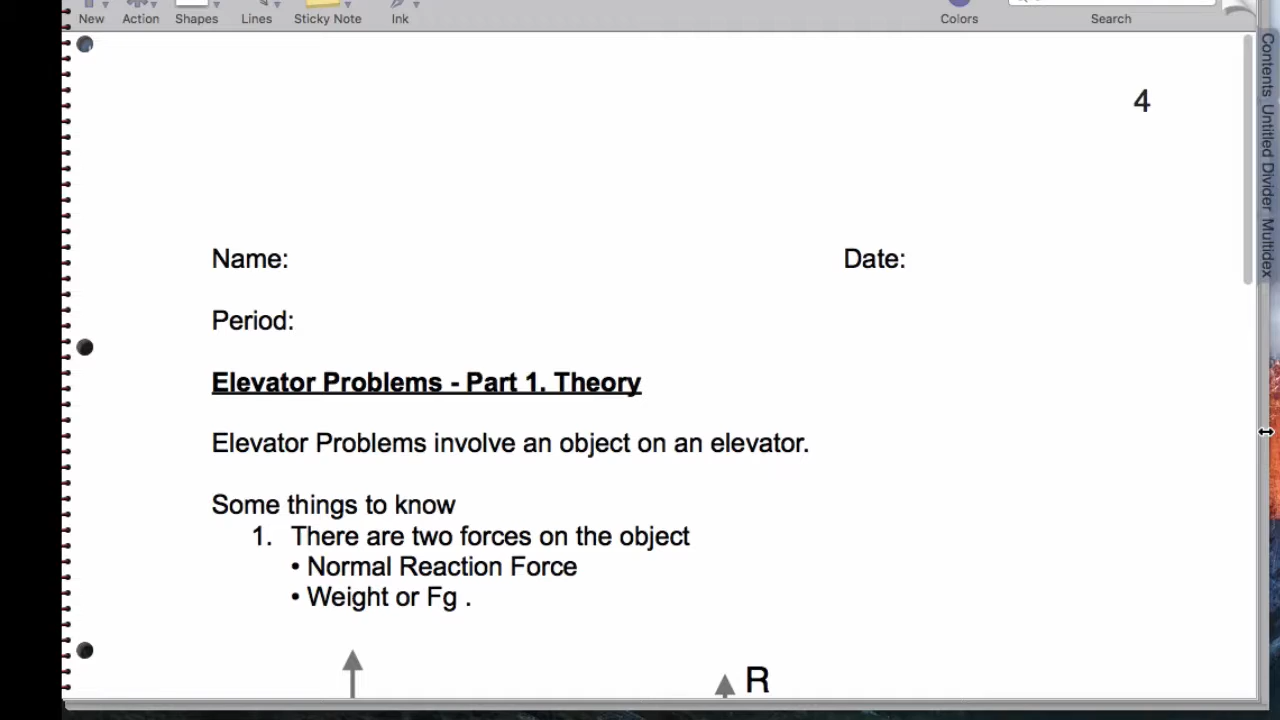 New Action Shapes Lines Sticky Note Ink Colors Search
Contents Untitled Divider Multidex
4
Name: Date:
Period:
Elevator Problems - Part 1. Theory
Elevator Problems involve an object on an elevator.
Some things to know
1. There are two forces on the object
• Normal Reaction Force
• Weight or Fg .
R